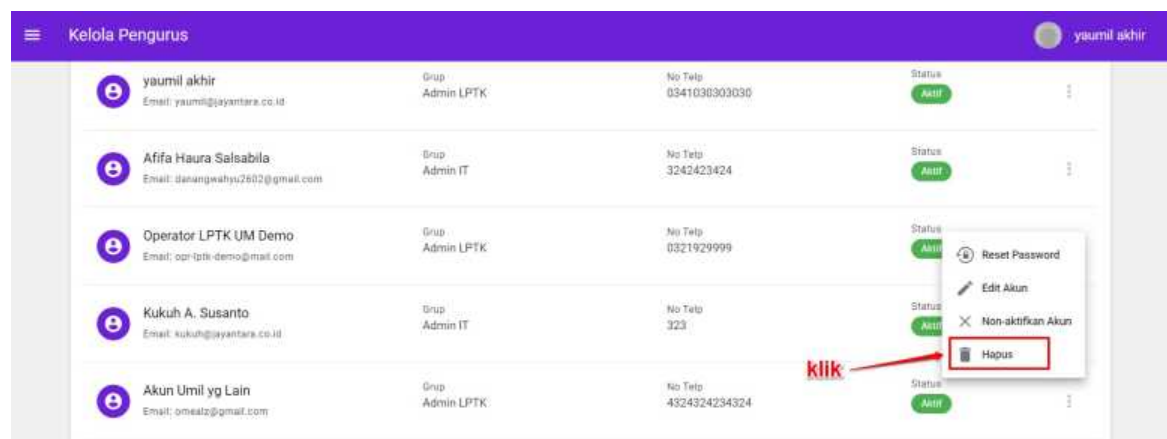 Kelola Pengurus
yaumil akhir
yaumil akhir
Grup
No Telp
Status
Email: yaumil@jayantara.co.id
Admin LPTK
0341030303030
Aktif
Afifa Haura Salsabila
Grup
No Telp
Status
Email: danangwahyu2602@gmail.com
Admin IT
3242423424
Aktif
Operator LPTK UM Demo
Grup
No Telp
Status
Email: opr-lptk-demo@mail.com
Admin LPTK
0321929999
Reset Password
Edit Akun
Kukuh A. Susanto
Grup
No Telp
Status
Email: kukuh@jayantara.co.id
Admin IT
323
Non-aktifkan Akun
Hapus
klik
Akun Umil yg Lain
Grup
No Telp
Status
Email: omealz@gmail.com
Admin LPTK
4324324234324
Aktif